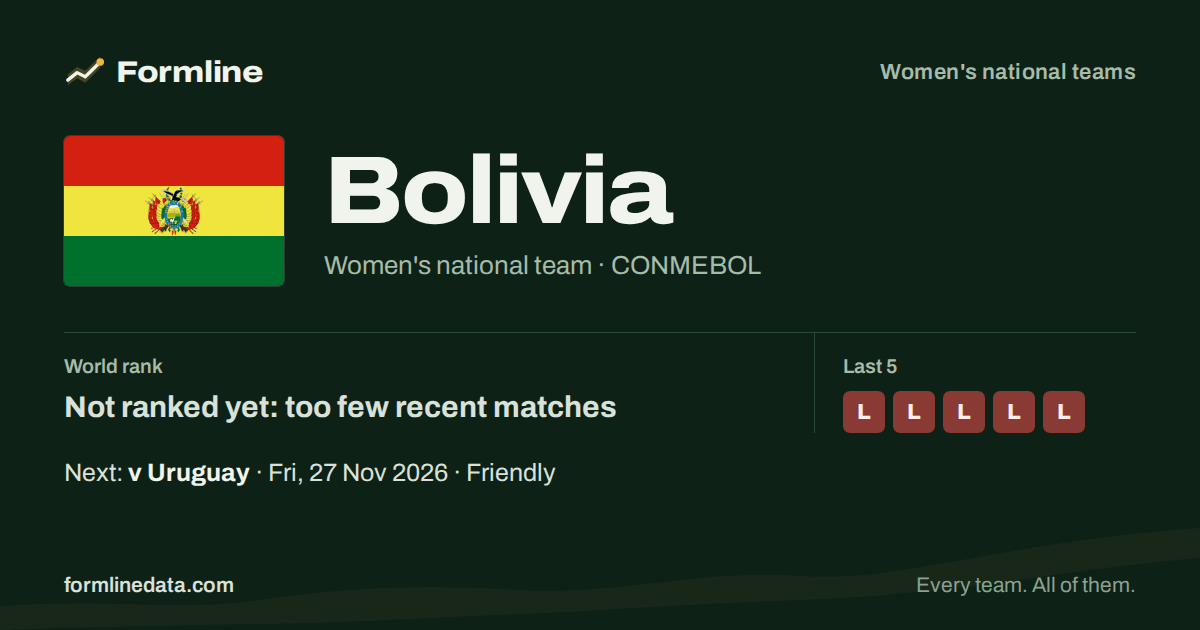 Formline
Women's national teams
Bolivia
Women's national team · CONMEBOL
World rank
Not ranked yet: too few recent matches
Last 5
L L L L L
Next: v Uruguay · Fri, 27 Nov 2026 · Friendly
formlinedata.com
Every team. All of them.